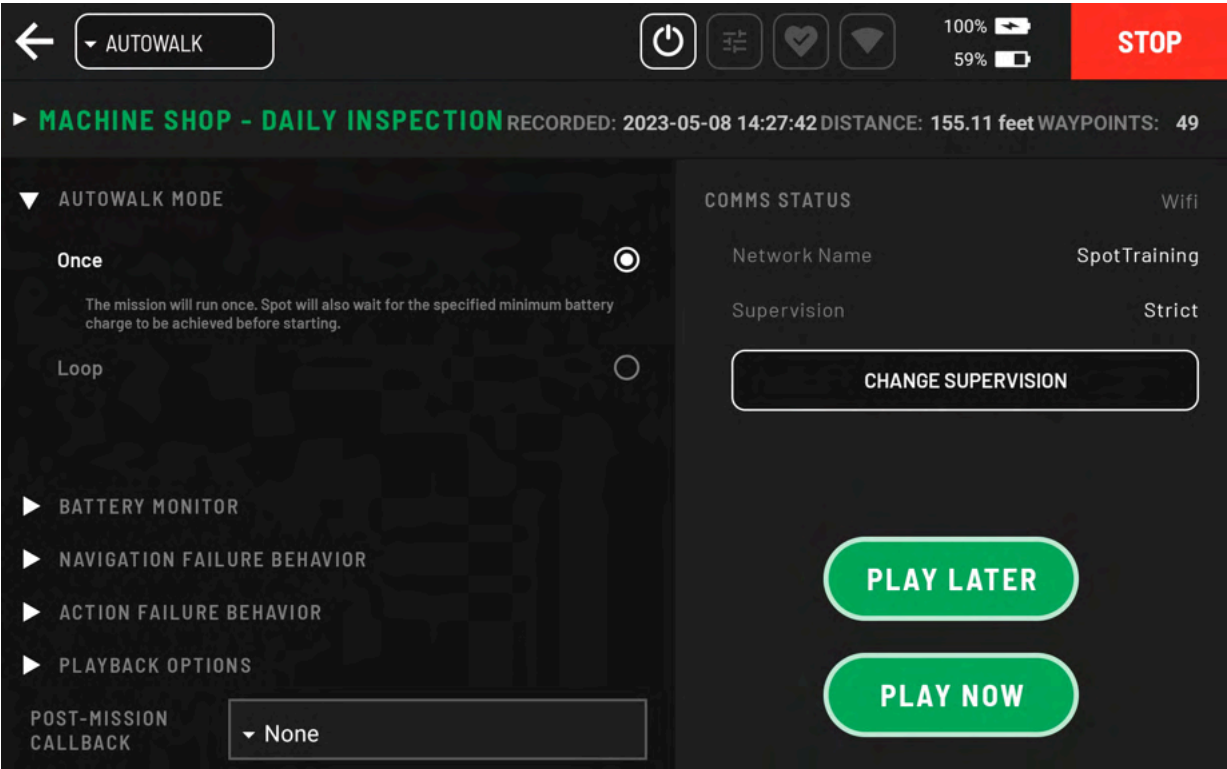 AUTOWALK
100%
59%
STOP
MACHINE SHOP - DAILY INSPECTION RECORDED: 2023-05-08 14:27:42 DISTANCE: 155.11 feet WAYPOINTS: 49
AUTOWALK MODE
Once
The mission will run once. Spot will also wait for the specified minimum battery
charge to be achieved before starting.
Loop
BATTERY MONITOR
NAVIGATION FAILURE BEHAVIOR
ACTION FAILURE BEHAVIOR
PLAYBACK OPTIONS
POST-MISSION
CALLBACK
None
COMMS STATUS Wifi
Network Name SpotTraining
Supervision Strict
CHANGE SUPERVISION
PLAY LATER
PLAY NOW